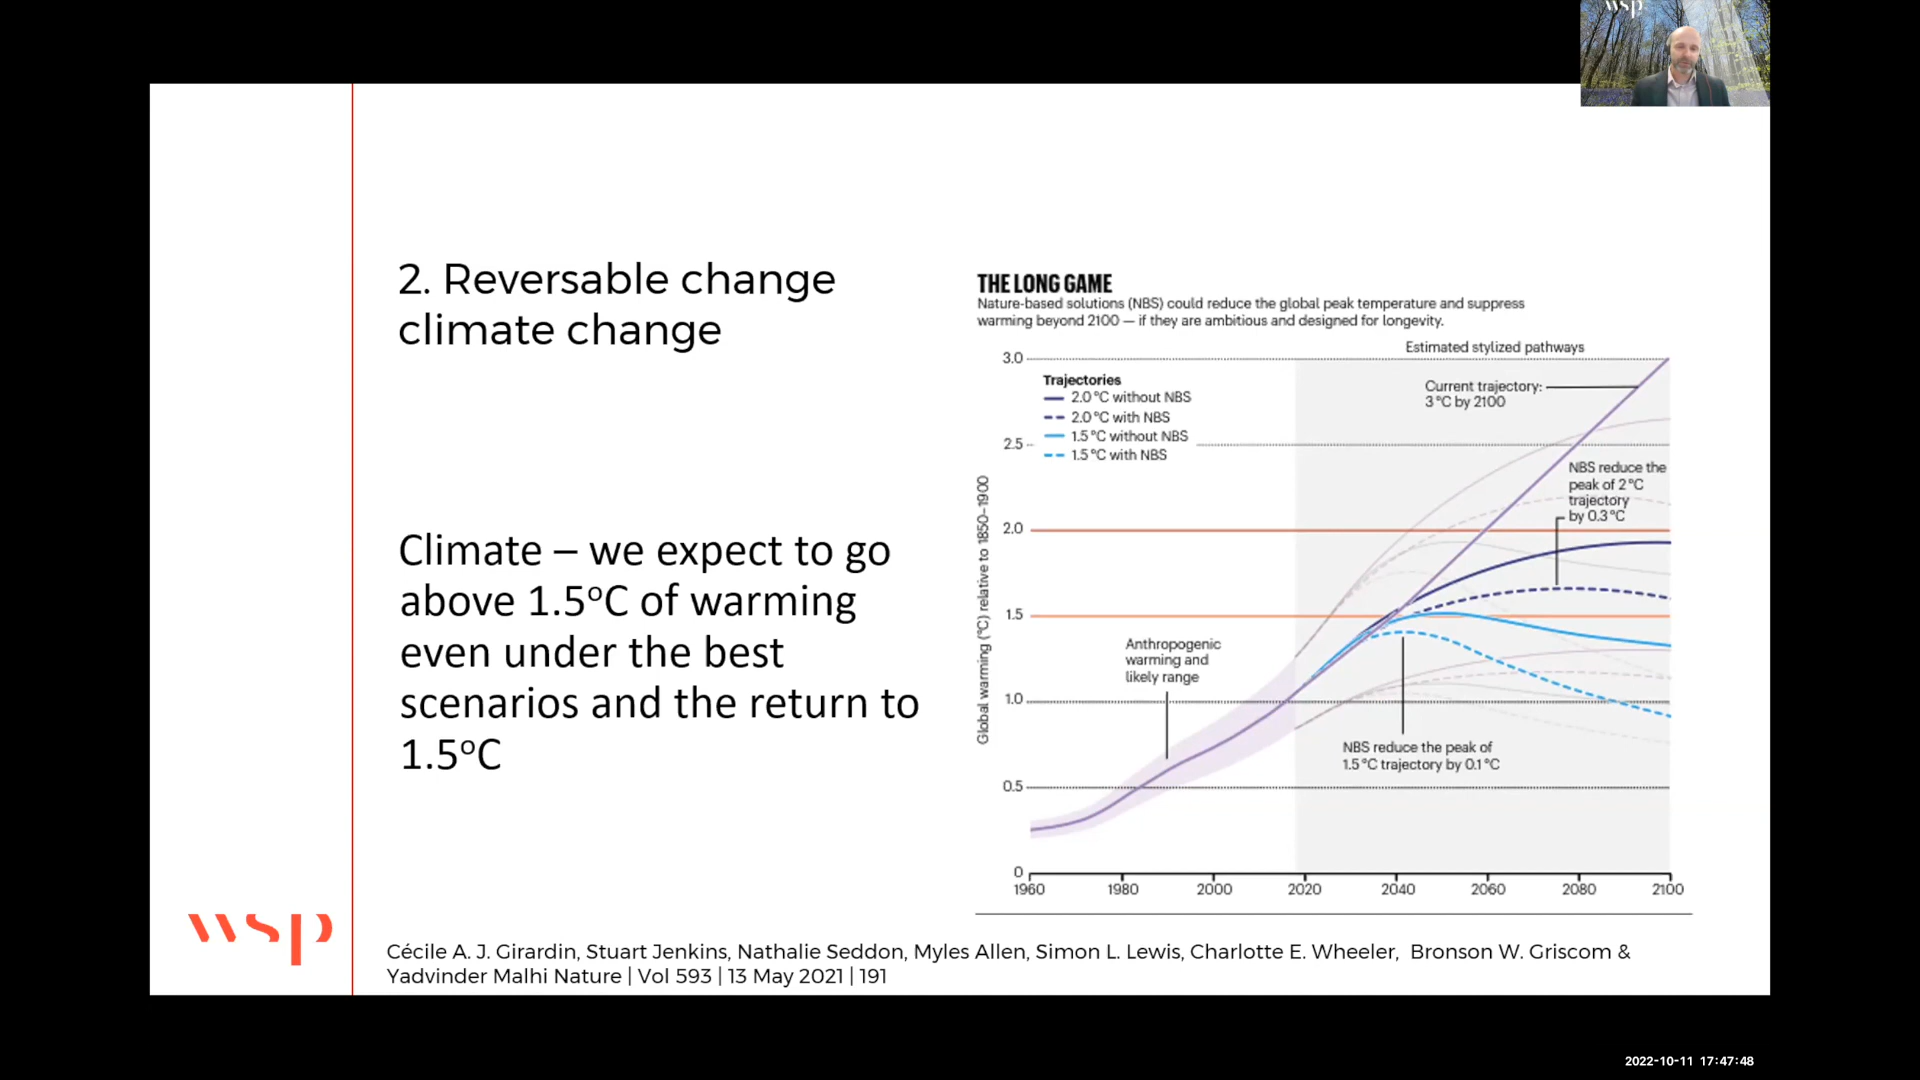 wsp
2. Reversable change
climate change
Climate – we expect to go
above 1.5°C of warming
even under the best
scenarios and the return to
1.5°C
THE LONG GAME
Nature-based solutions (NBS) could reduce the global peak temperature and suppress
warming beyond 2100 — if they are ambitious and designed for longevity.
Estimated stylized pathways
3.0
2.5
2.0
1.5
1.0
0.5
0
Global warming (°C) relative to 1850–1900
Trajectories
2.0 °C without NBS
2.0 °C with NBS
1.5 °C without NBS
1.5 °C with NBS
Current trajectory:
3 °C by 2100
NBS reduce the
peak of 2 °C
trajectory
by 0.3 °C
Anthropogenic
warming and
likely range
NBS reduce the peak of
1.5 °C trajectory by 0.1 °C
1960 1980 2000 2020 2040 2060 2080 2100
wsp
Cécile A. J. Girardin, Stuart Jenkins, Nathalie Seddon, Myles Allen, Simon L. Lewis, Charlotte E. Wheeler, Bronson W. Griscom &
Yadvinder Malhi Nature | Vol 593 | 13 May 2021 | 191
2022-10-11 17:47:48